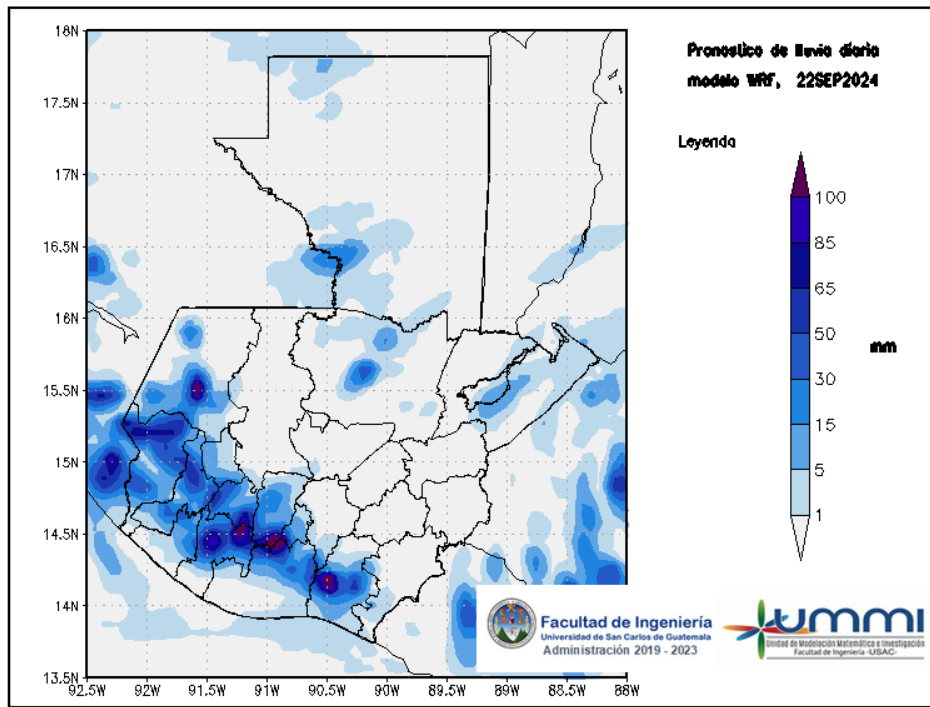 Pronostico de lluvia diaria
modelo WRF, 22SEP2024
Leyenda
100
85
65
50
30
15
5
1
mm
18N
17.5N
17N
16.5N
16N
15.5N
15N
14.5N
14N
13.5N
92.5W 92W 91.5W 91W 90.5W 90W 89.5W 89W 88.5W 88W
Facultad de Ingeniería
Universidad de San Carlos de Guatemala
Administración 2019 - 2023
UMMI
Unidad de Modelación Matemática e Investigación
Facultad de Ingeniería -USAC-